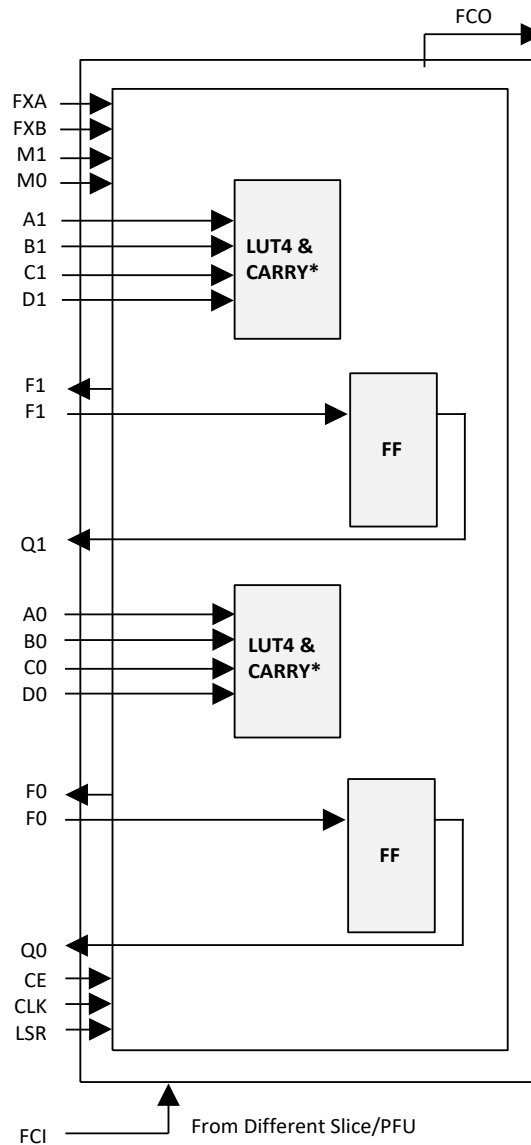 FCO
FXA
FXB
M1
M0
A1
B1
C1
D1
LUT4 &
CARRY*
F1
F1
FF
Q1
A0
B0
C0
D0
LUT4 &
CARRY*
F0
F0
FF
Q0
CE
CLK
LSR
From Different Slice/PFU
FCI